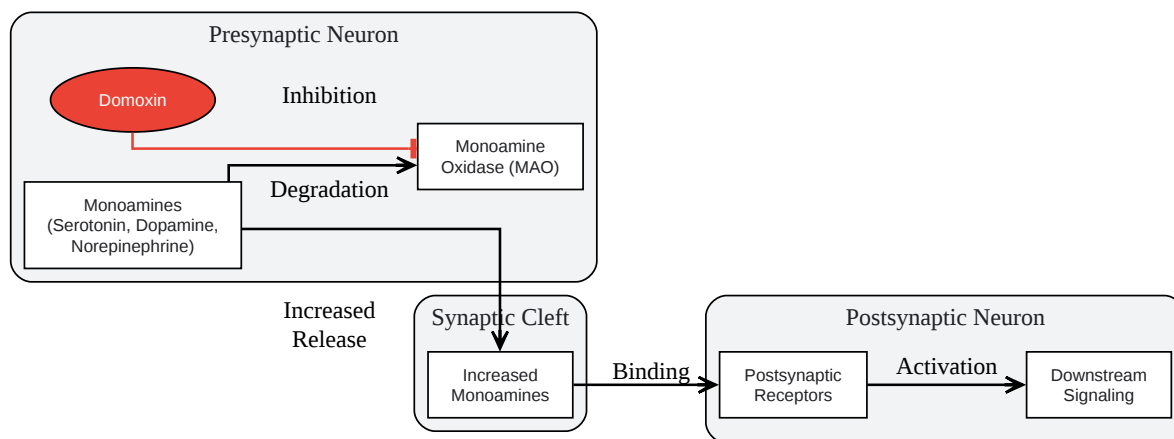 Presynaptic Neuron
Domoxin
Inhibition
Monoamine
Oxidase (MAO)
Degradation
Monoamines
(Serotonin, Dopamine,
Norepinephrine)
Increased
Release
Synaptic Cleft
Increased
Monoamines
Binding
Postsynaptic Neuron
Postsynaptic
Receptors
Activation
Downstream
Signaling